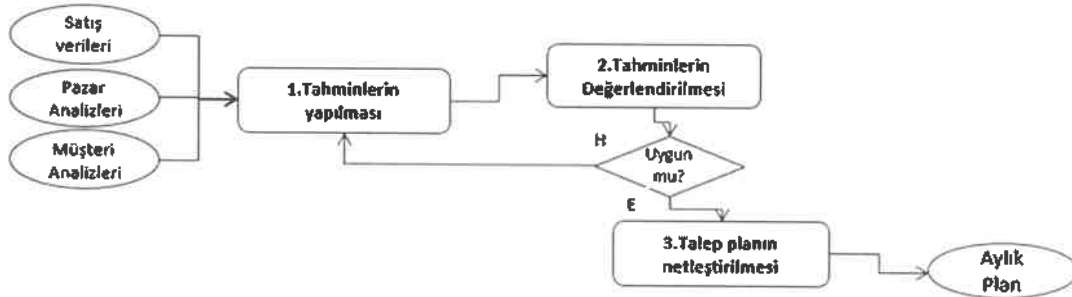 Satış
verileri
Pazar
Analizleri
Müşteri
Analizleri
1.Tahminlerin
yapılması
2.Tahminlerin
Değerlendirilmesi
H
Uygun
mu?
E
3.Talep planın
netleştirilmesi
Aylık
Plan